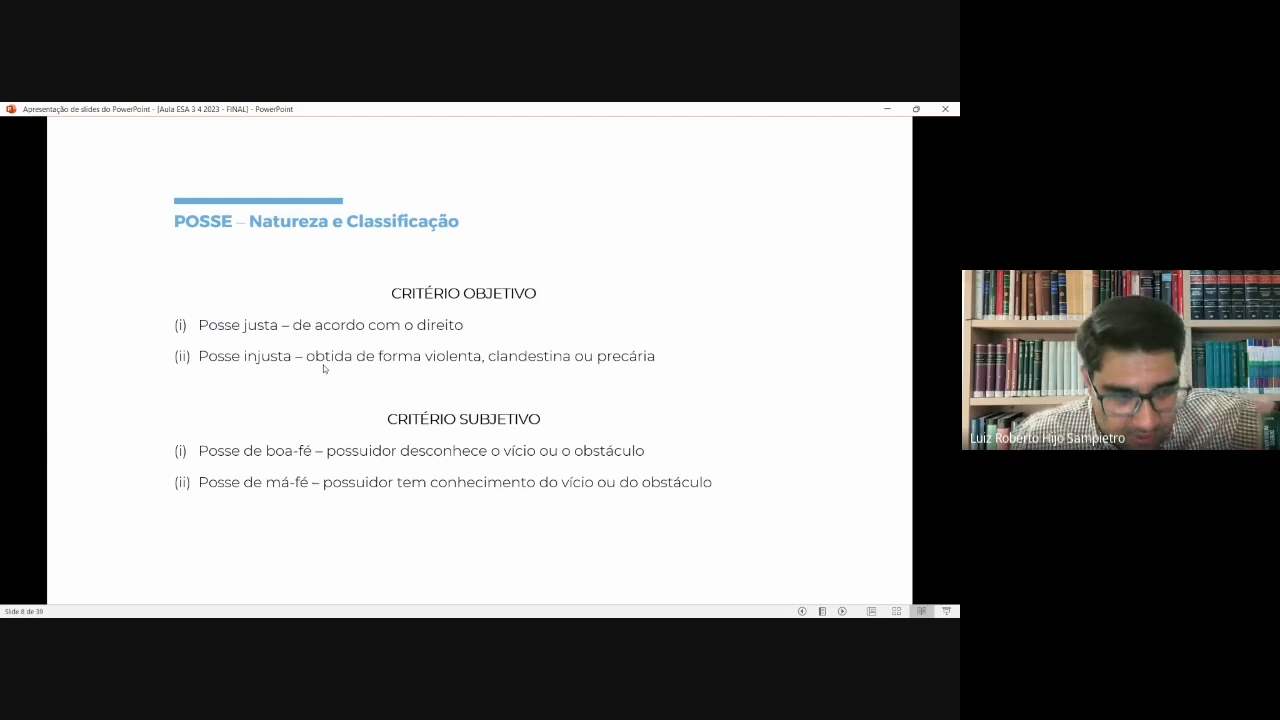 Apresentação de slides do PowerPoint - [Aula ESA 3 4 2023 - FINAL] - PowerPoint
POSSE – Natureza e Classificação
CRITÉRIO OBJETIVO
(i) Posse justa – de acordo com o direito
(ii) Posse injusta – obtida de forma violenta, clandestina ou precária
CRITÉRIO SUBJETIVO
(i) Posse de boa-fé – possuidor desconhece o vício ou o obstáculo
(ii) Posse de má-fé – possuidor tem conhecimento do vício ou do obstáculo
Luiz Roberto Hijo Sampietro
Slide 8 de 39